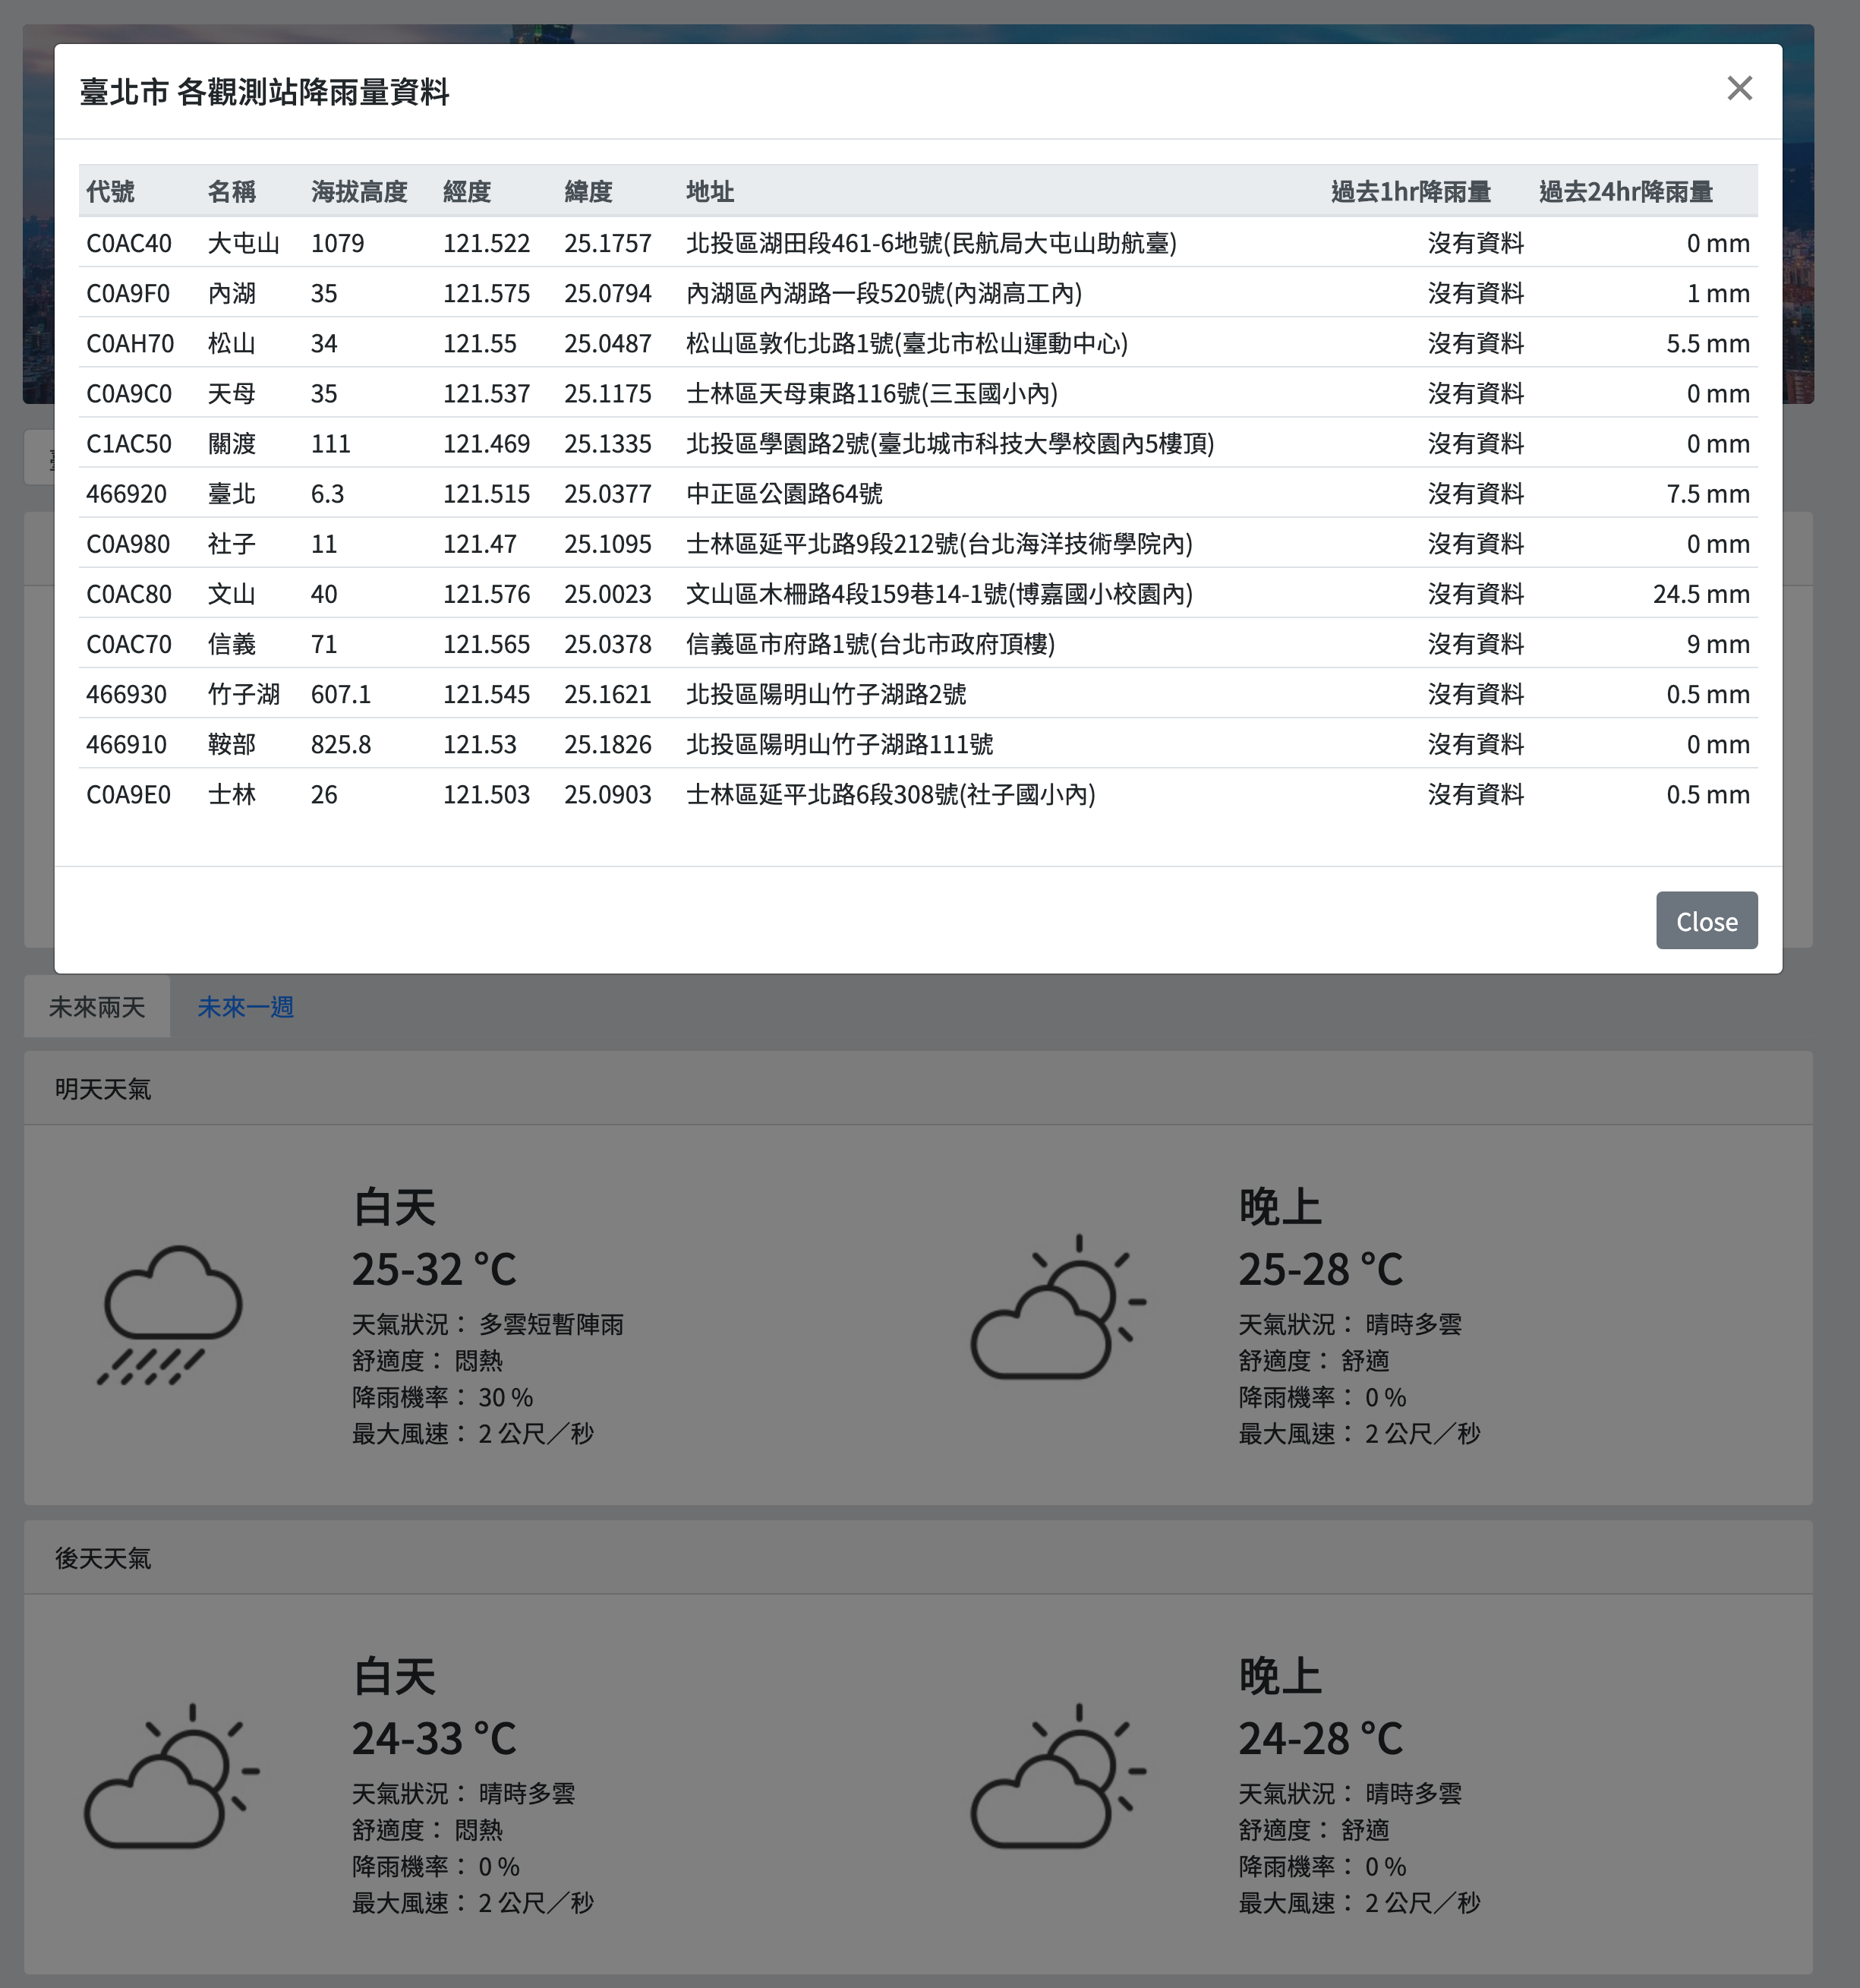 臺北市 各觀測站降雨量資料
×
代號 名稱 海拔高度 經度 緯度 地址 過去1hr降雨量 過去24hr降雨量
C0AC40 大屯山 1079 121.522 25.1757 北投區湖田段461-6地號(民航局大屯山助航臺) 沒有資料 0 mm
C0A9F0 內湖 35 121.575 25.0794 內湖區內湖路一段520號(內湖高工內) 沒有資料 1 mm
C0AH70 松山 34 121.55 25.0487 松山區敦化北路1號(臺北市松山運動中心) 沒有資料 5.5 mm
C0A9C0 天母 35 121.537 25.1175 士林區天母東路116號(三玉國小內) 沒有資料 0 mm
C1AC50 關渡 111 121.469 25.1335 北投區學園路2號(臺北城市科技大學校園內5樓頂) 沒有資料 0 mm
466920 臺北 6.3 121.515 25.0377 中正區公園路64號 沒有資料 7.5 mm
C0A980 社子 11 121.47 25.1095 士林區延平北路9段212號(台北海洋技術學院內) 沒有資料 0 mm
C0AC80 文山 40 121.576 25.0023 文山區木柵路4段159巷14-1號(博嘉國小校園內) 沒有資料 24.5 mm
C0AC70 信義 71 121.565 25.0378 信義區市府路1號(台北市政府頂樓) 沒有資料 9 mm
466930 竹子湖 607.1 121.545 25.1621 北投區陽明山竹子湖路2號 沒有資料 0.5 mm
466910 鞍部 825.8 121.53 25.1826 北投區陽明山竹子湖路111號 沒有資料 0 mm
C0A9E0 士林 26 121.503 25.0903 士林區延平北路6段308號(社子國小內) 沒有資料 0.5 mm
Close
未來兩天 未來一週
明天天氣
白天
25-32 °C
天氣狀況： 多雲短暫陣雨
舒適度： 悶熱
降雨機率： 30 %
最大風速： 2 公尺／秒
晚上
25-28 °C
天氣狀況： 晴時多雲
舒適度： 舒適
降雨機率： 0 %
最大風速： 2 公尺／秒
後天天氣
白天
24-33 °C
天氣狀況： 晴時多雲
舒適度： 悶熱
降雨機率： 0 %
最大風速： 2 公尺／秒
晚上
24-28 °C
天氣狀況： 晴時多雲
舒適度： 舒適
降雨機率： 0 %
最大風速： 2 公尺／秒